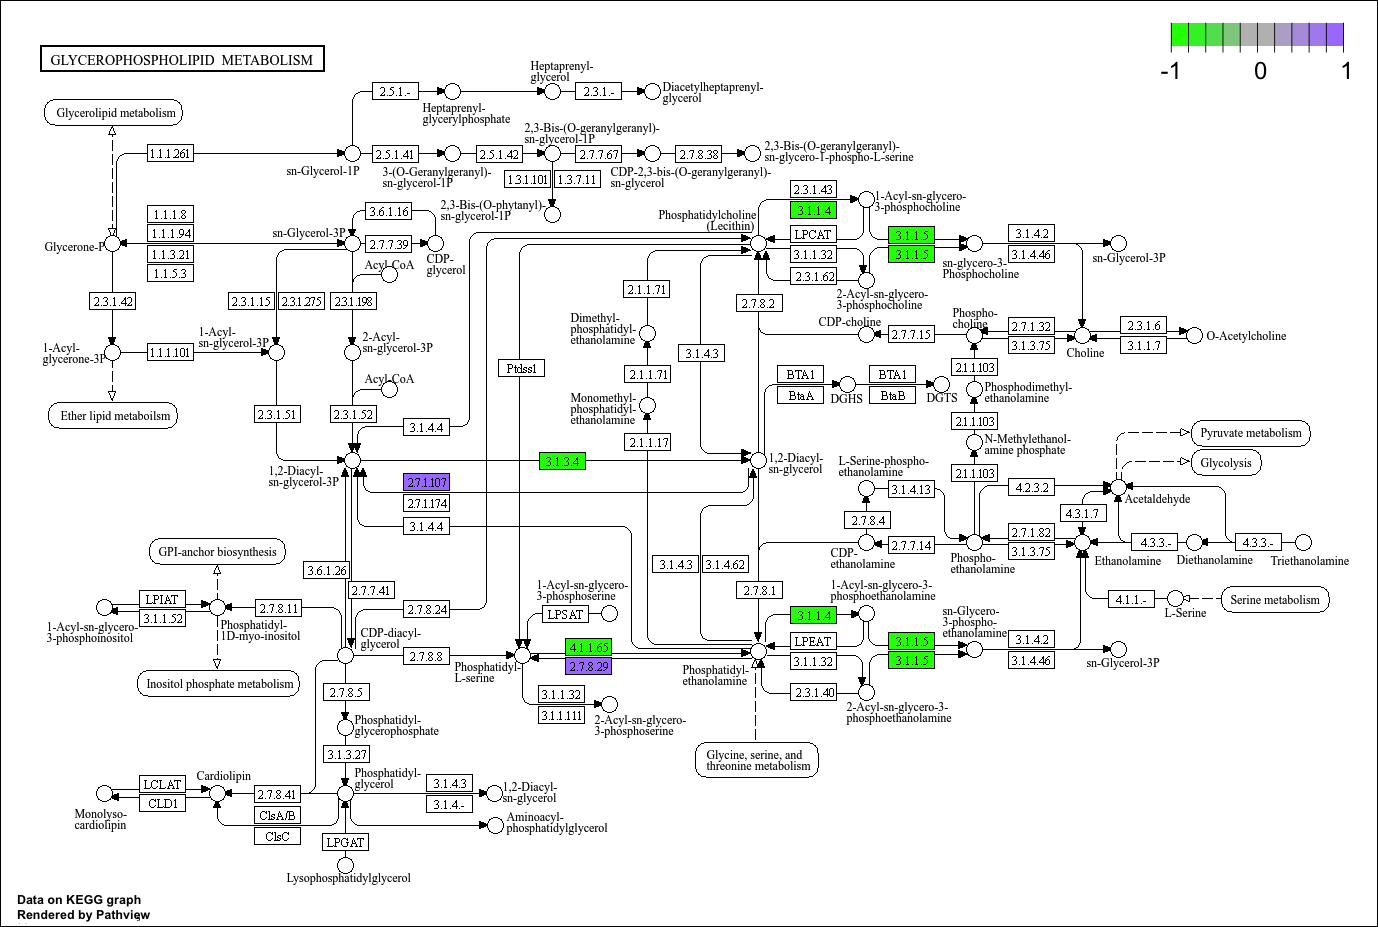 GLYCEROPHOSPHOLIPID METABOLISM
-1 0 1
Heptaprenyl-
glycerol
2.5.1.-
2.3.1.-
Diacetylheptaprenyl-
glycerol
Heptaprenyl-
glycerylphosphate
Glycerolipid metabolism
2,3-Bis-(O-geranylgeranyl)-
sn-glycerol-1P
1.1.1.261
sn-Glycerol-1P
2.5.1.41
2.5.1.42
2.7.7.67
2.7.8.38
2,3-Bis-(O-geranylgeranyl)-
sn-glycero-1-phospho-L-serine
3-(O-Geranylgeranyl)-
sn-glycerol-1P
1.3.1.101
1.3.7.11
CDP-2,3-bis-(O-geranylgeranyl)-
sn-glycerol
2,3-Bis-(O-phytanyl)-
sn-glycerol-1P
1.1.1.8
1.1.1.94
1.1.3.21
1.1.5.3
Glycerone-P
sn-Glycerol-3P
3.6.1.16
2.7.7.39
CDP-
glycerol
Phosphatidylcholine
(Lecithin)
2.3.1.43
3.1.1.4
LPCAT
3.1.1.32
2.3.1.62
1-Acyl-sn-glycero-
3-phosphocholine
3.1.1.5
3.1.1.5
sn-glycero-3-
Phosphocholine
3.1.4.2
3.1.4.46
sn-Glycerol-3P
2-Acyl-sn-glycero-
3-phosphocholine
Acyl-CoA
2.3.1.42
2.3.1.15
2.3.1.275
2.3.1.198
2.1.1.71
2.7.8.2
Dimethyl-
phosphatidyl-
ethanolamine
CDP-choline
2.7.7.15
Phospho-
choline
2.7.1.32
3.1.3.75
Choline
2.3.1.6
3.1.1.7
O-Acetylcholine
1-Acyl-
glycerone-3P
1.1.1.101
1-Acyl-
sn-glycerol-3P
2-Acyl-
sn-glycerol-3P
3.1.4.3
Ptdss1
2.1.1.71
2.1.1.103
Acyl-CoA
BTA1
BtaA
DGHS
BTA1
BtaB
DGTS
Phosphodimethyl-
ethanolamine
Monomethyl-
phosphatidyl-
ethanolamine
Ether lipid metaboilsm
2.3.1.51
2.3.1.52
3.1.4.4
2.1.1.17
2.1.1.103
N-Methylethanol-
amine phosphate
Pyruvate metabolism
Glycolysis
1,2-Diacyl-
sn-glycerol-3P
3.1.3.4
1,2-Diacyl-
sn-glycerol
L-Serine-phospho-
ethanolamine
2.1.1.103
2.7.1.107
2.7.1.174
3.1.4.4
3.1.4.13
4.2.3.2
Acetaldehyde
2.7.8.4
4.3.1.7
GPI-anchor biosynthesis
CDP-
ethanolamine
2.7.7.14
Phospho-
ethanolamine
2.7.1.82
3.1.3.75
Ethanolamine
4.3.3.-
Diethanolamine
4.3.3.-
Triethanolamine
3.6.1.26
2.7.7.41
3.1.4.3
3.1.4.62
2.7.8.1
LPIAT
3.1.1.52
1-Acyl-sn-glycero-
3-phosphoinositol
2.7.8.11
Phosphatidyl-
1D-myo-inositol
2.7.8.24
1-Acyl-sn-glycero-
3-phosphoserine
LPSAT
1-Acyl-sn-glycero-3-
phosphoethanolamine
4.1.1.-
L-Serine
Serine metabolism
CDP-diacyl-
glycerol
2.7.8.8
Phosphatidyl-
L-serine
4.1.1.65
2.7.8.29
Phosphatidyl-
ethanolamine
3.1.1.4
LPEAT
3.1.1.32
2.3.1.40
3.1.1.5
3.1.1.5
sn-Glycero-
3-phospho-
ethanolamine
3.1.4.2
3.1.4.46
sn-Glycerol-3P
Inositol phosphate metabolism
2.7.8.5
3.1.1.32
3.1.1.111
2-Acyl-sn-glycero-
3-phosphoserine
2-Acyl-sn-glycero-3-
phosphoethanolamine
Phosphatidyl-
glycerophosphate
3.1.3.27
Glycine, serine, and
threonine metabolism
Phosphatidyl-
glycerol
LCLAT
CLD1
Monolyso-
cardiolipin
Cardiolipin
2.7.8.41
ClsA/B
ClsC
3.1.4.3
3.1.4.-
1,2-Diacyl-
sn-glycerol
Aminoacyl-
phosphatidylglycerol
LPGAT
Lysophosphatidylglycerol
Data on KEGG graph
Rendered by Pathview